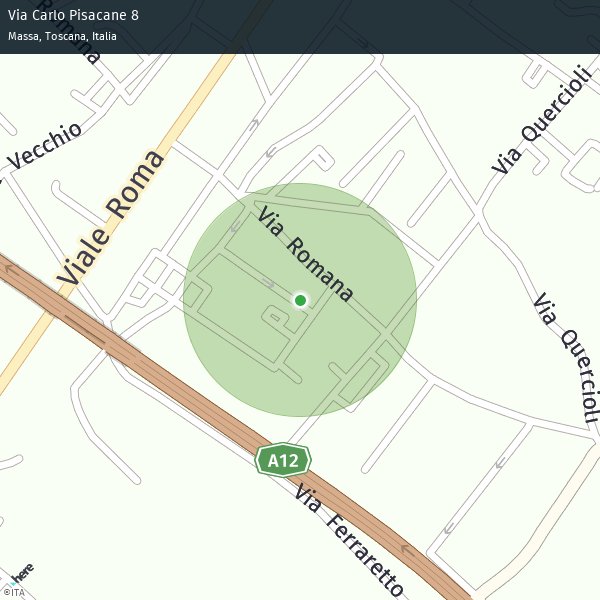 Via Carlo Pisacane 8
Massa, Toscana, Italia
Romana
Vecchio
Viale Roma
Via Quercioli
Via Romana
Via Quercioli
A12
Via Ferraretto
here
©ITA